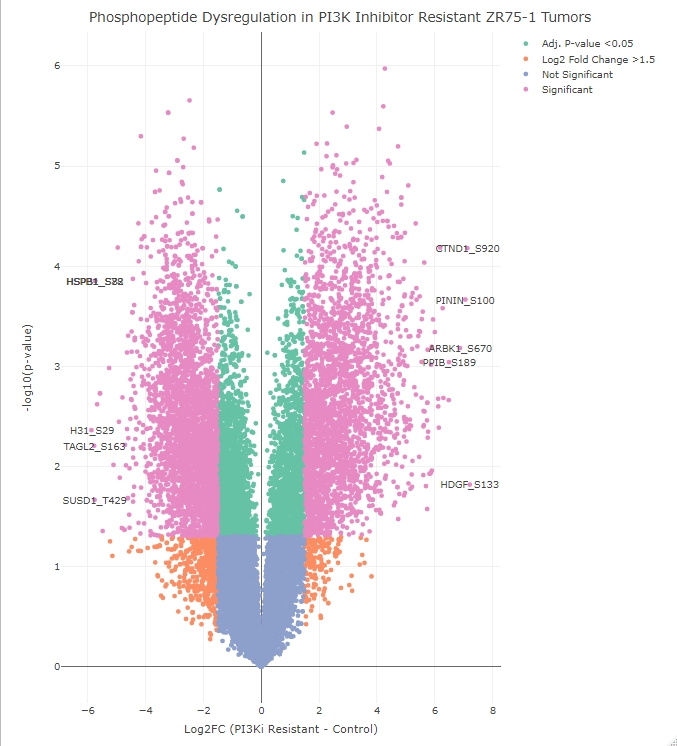 Phosphopeptide Dysregulation in PI3K Inhibitor Resistant ZR75-1 Tumors
Adj. P-value <0.05
Log2 Fold Change >1.5
Not Significant
Significant
6
5
4
3
2
1
0
-log10(p-value)
CTND1_S920
PININ_S100
ARBK1_S670
PPIB_S189
H31_S29
TAGL2_S163
HDGF_S133
SUSD1_T429
−6
−4
−2
0
2
4
6
8
Log2FC (PI3Ki Resistant - Control)